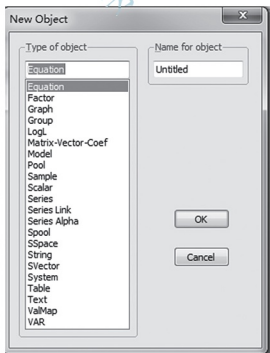 New Object
x
Type of object
Name for object
Equation
Untitled
Equation
Factor
Graph
Group
LogL
Matrix-Vector-Coef
Model
Pool
Sample
Scalar
Series
Series Link
Series Alpha
Spool
SSpace
String
SVector
System
Table
Text
ValMap
VAR
OK
Cancel